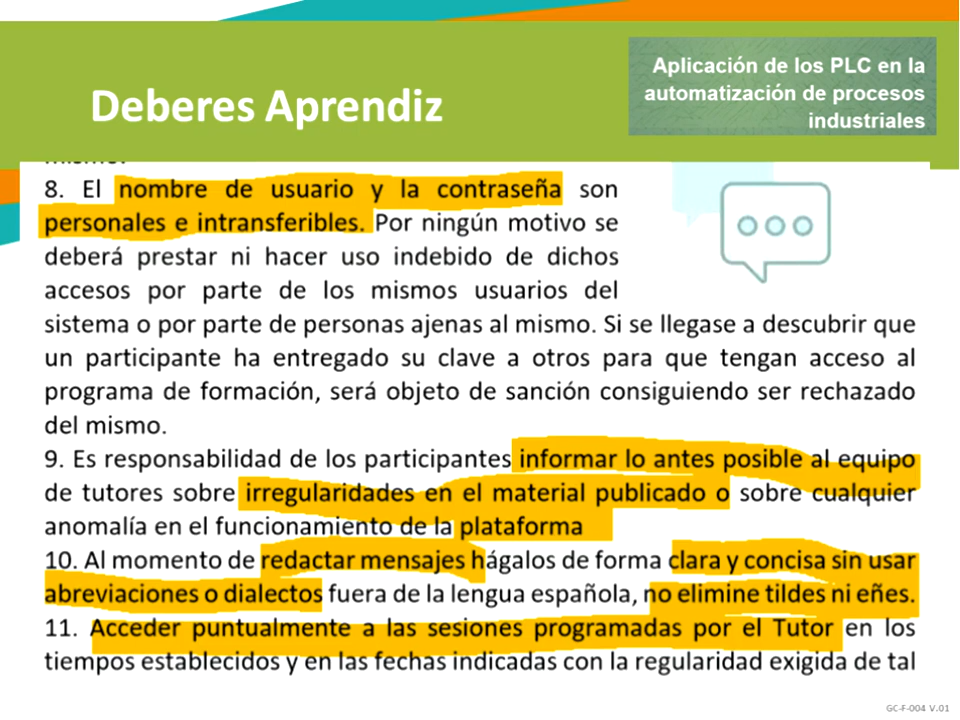 Deberes Aprendiz
Aplicación de los PLC en la
automatización de procesos
industriales
8. El nombre de usuario y la contraseña son
personales e intransferibles. Por ningún motivo se
deberá prestar ni hacer uso indebido de dichos
accesos por parte de los mismos usuarios del
sistema o por parte de personas ajenas al mismo. Si se llegase a descubrir que
un participante ha entregado su clave a otros para que tengan acceso al
programa de formación, será objeto de sanción consiguiendo ser rechazado
del mismo.
9. Es responsabilidad de los participantes informar lo antes posible al equipo
de tutores sobre irregularidades en el material publicado o sobre cualquier
anomalía en el funcionamiento de la plataforma
10. Al momento de redactar mensajes hágalos de forma clara y concisa sin usar
abreviaciones o dialectos fuera de la lengua española, no elimine tildes ni eñes.
11. Acceder puntualmente a las sesiones programadas por el Tutor en los
tiempos establecidos y en las fechas indicadas con la regularidad exigida de tal
GC-F-004 V.01